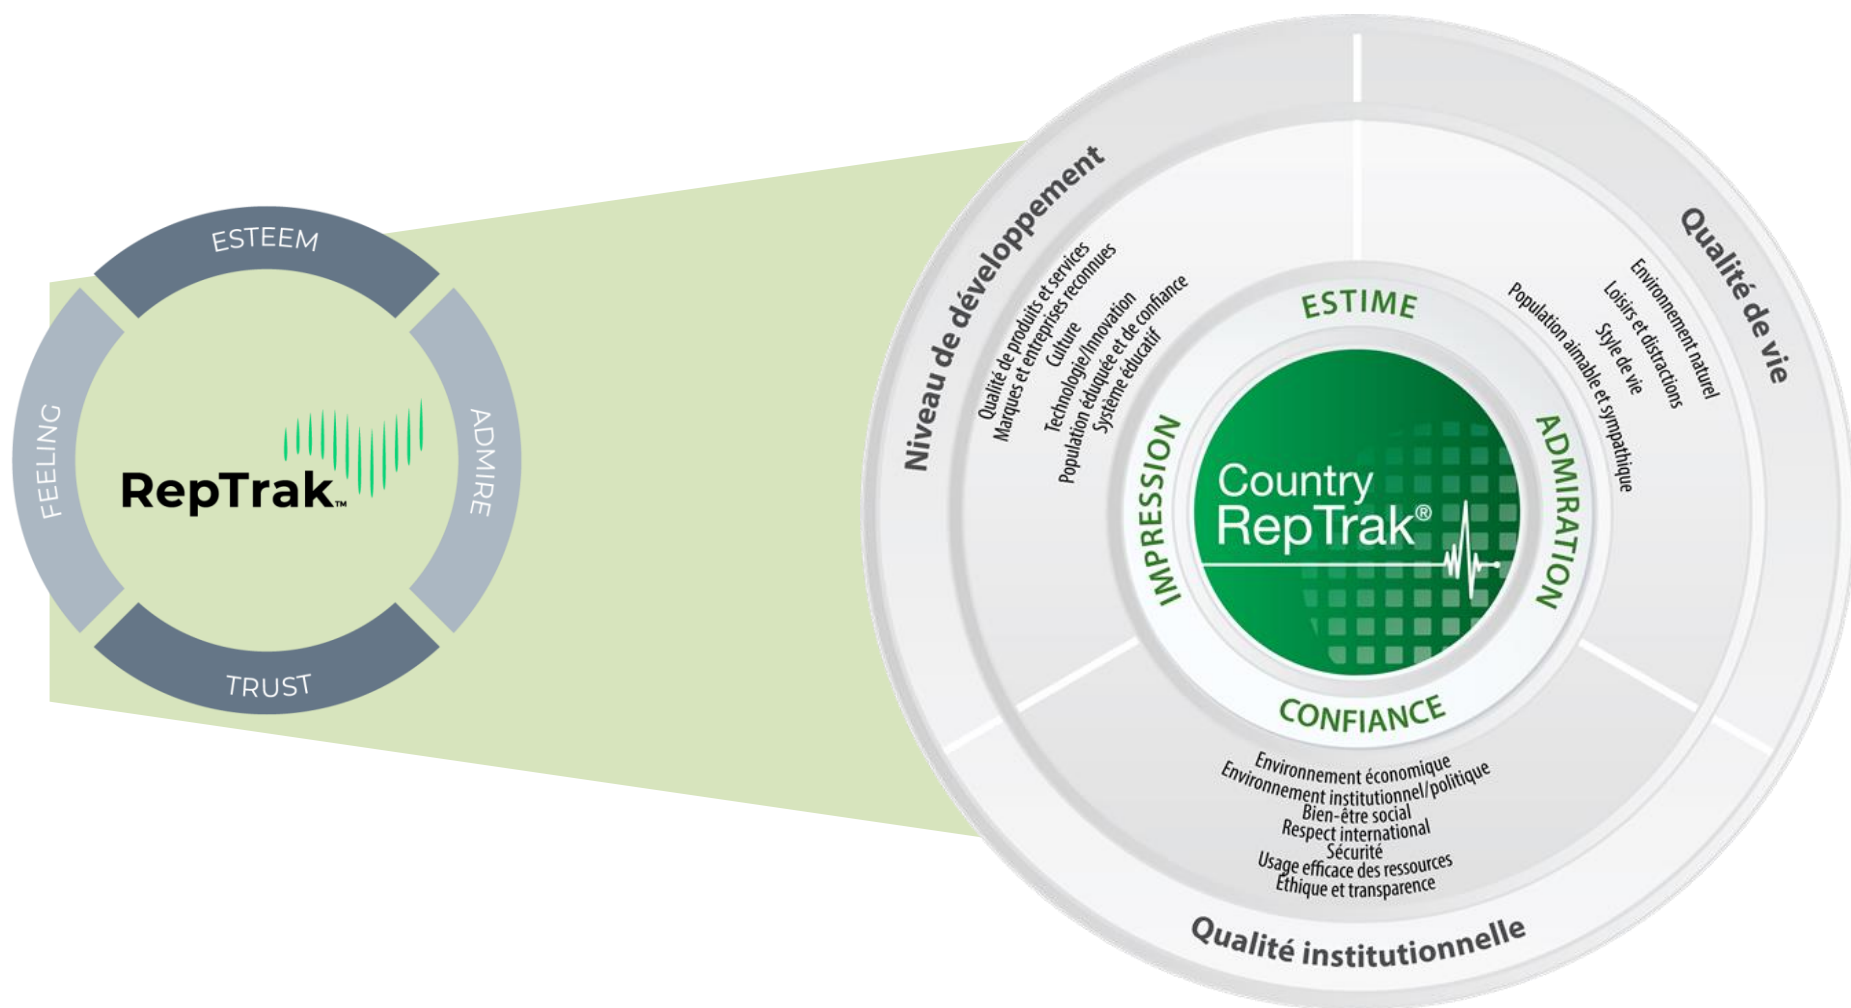 ESTEEM
FEELING
ADMIRE
RepTrak™
TRUST
Niveau de développement
Qualité de produits et services
Marques et entreprises reconnues
Culture
Technologie/Innovation
Population éduquée et de confiance
Système éducatif
Qualité de vie
Environnement naturel
Loisirs et distractions
Style de vie
Population aimable et sympathique
ESTIME
IMPRESSION
ADMIRATION
Country
RepTrak®
CONFIANCE
Environnement économique
Environnement institutionnel/politique
Bien-être social
Respect international
Sécurité
Usage efficace des ressources
Éthique et transparence
Qualité institutionnelle